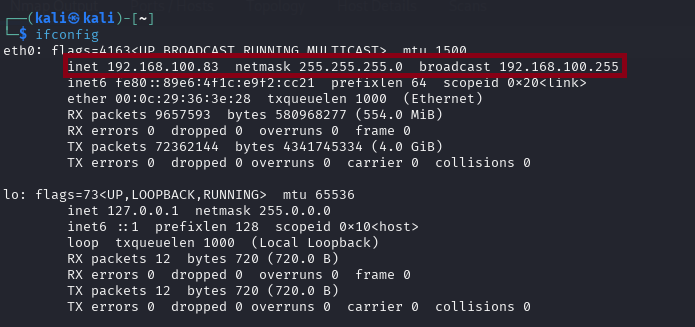 ┌──(kali㉿kali)-[~]
└─$ ifconfig
eth0: flags=4163<UP,BROADCAST,RUNNING,MULTICAST>  mtu 1500
        inet 192.168.100.83  netmask 255.255.255.0  broadcast 192.168.100.255
        inet6 fe80::89e6:4f1c:e9f2:cc21  prefixlen 64  scopeid 0×20<link>
        ether 00:0c:29:36:3e:28  txqueuelen 1000  (Ethernet)
        RX packets 9657593  bytes 580968277 (554.0 MiB)
        RX errors 0  dropped 0  overruns 0  frame 0
        TX packets 72362144  bytes 4341745334 (4.0 GiB)
        TX errors 0  dropped 0 overruns 0  carrier 0  collisions 0

lo: flags=73<UP,LOOPBACK,RUNNING>  mtu 65536
        inet 127.0.0.1  netmask 255.0.0.0
        inet6 ::1  prefixlen 128  scopeid 0×10<host>
        loop  txqueuelen 1000  (Local Loopback)
        RX packets 12  bytes 720 (720.0 B)
        RX errors 0  dropped 0  overruns 0  frame 0
        TX packets 12  bytes 720 (720.0 B)
        TX errors 0  dropped 0 overruns 0  carrier 0  collisions 0